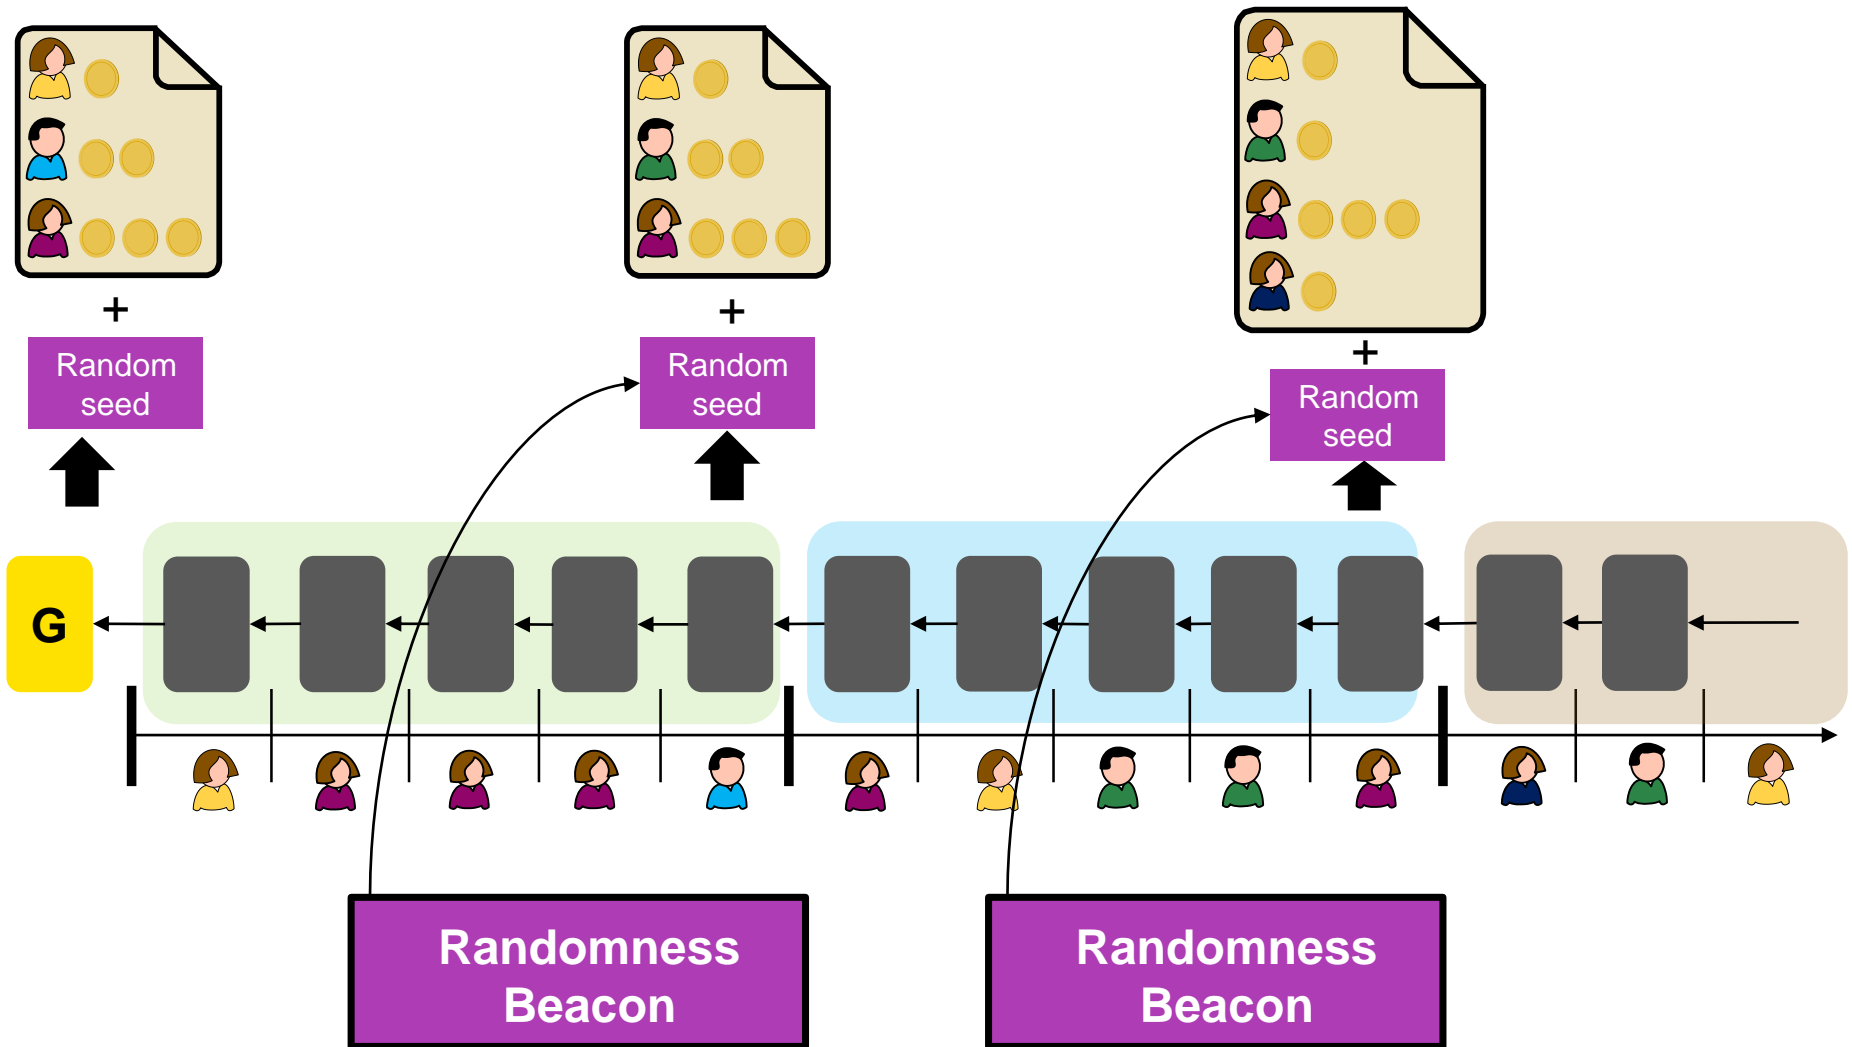 +
+
+
Random
seed
Random
seed
Random
seed
G
Randomness
Beacon
Randomness
Beacon